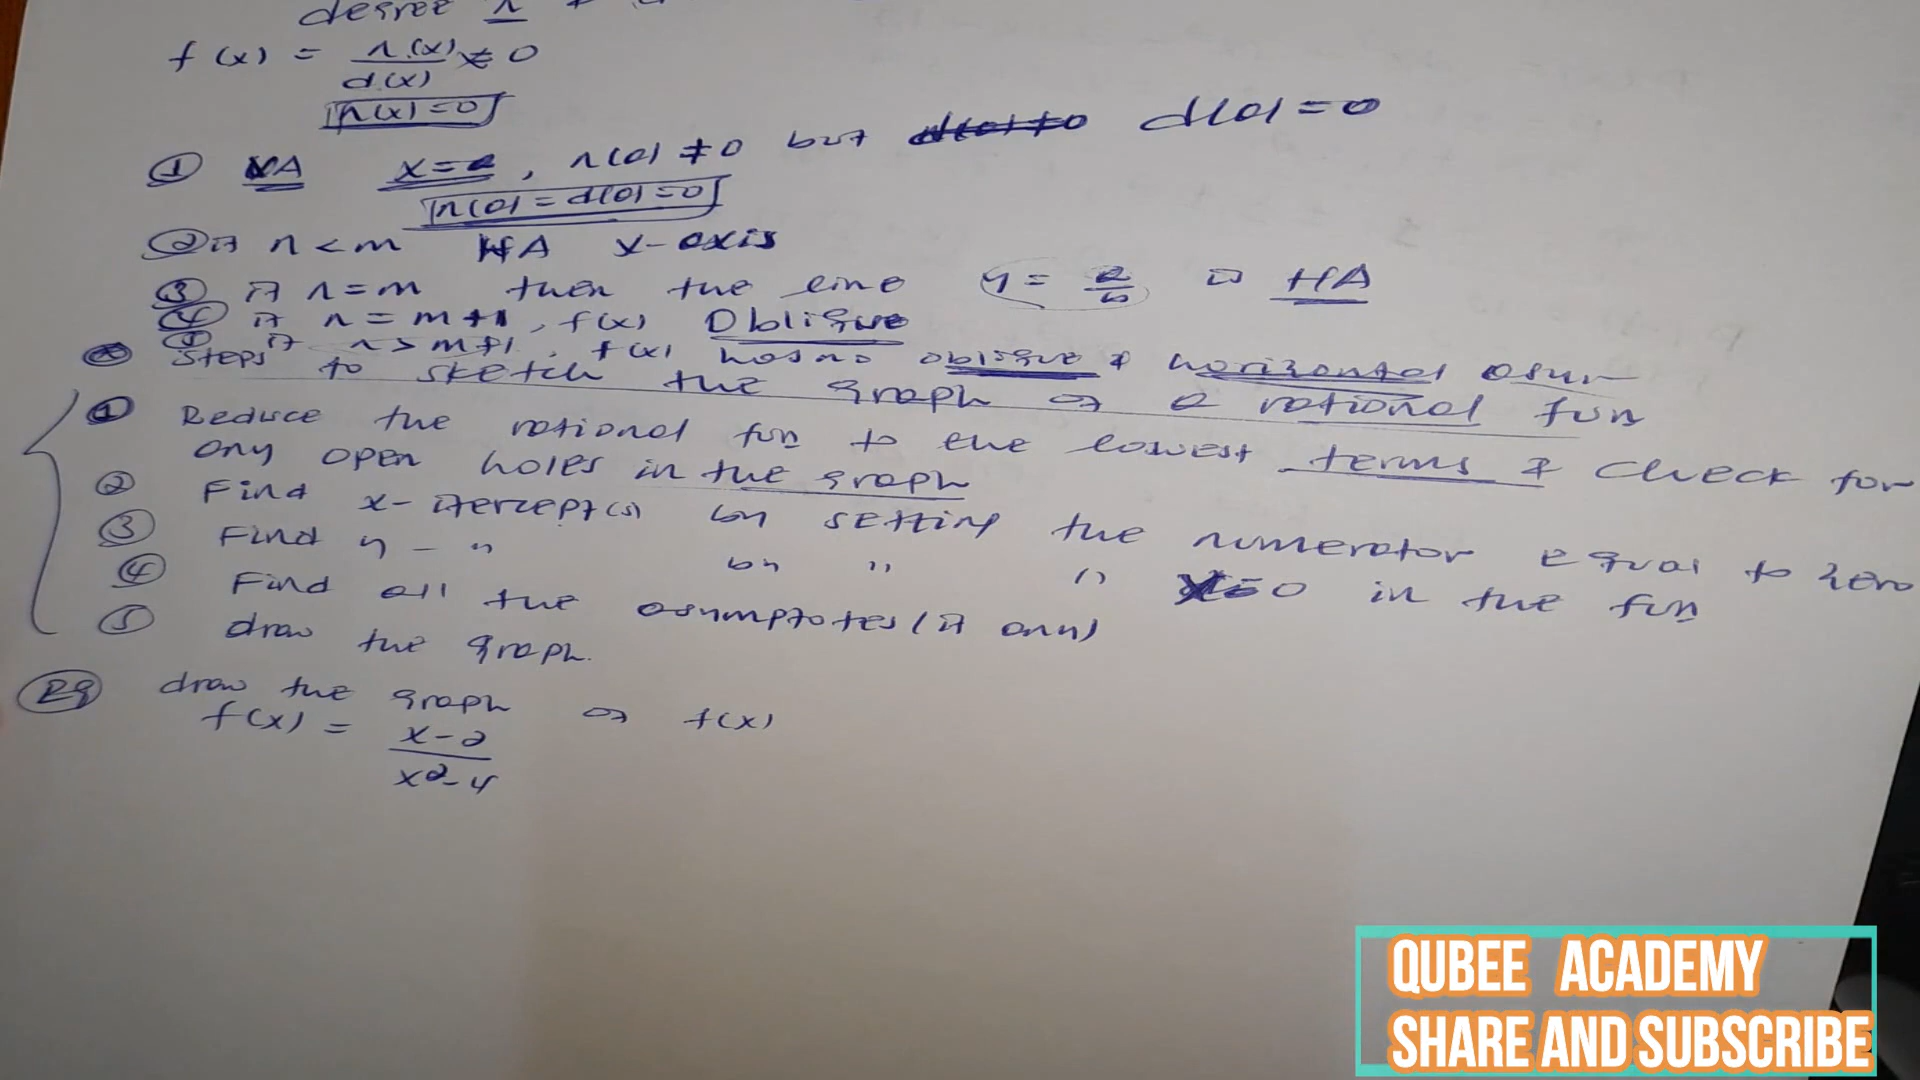 degree n
f(x) = n(x)/d(x) ≠ 0
n(x) = 0
① VA x=a, n(a) ≠ 0 but d(a) = 0
n(a) = d(a) = 0
② if n < m HA x-axis
③ if n = m then the line y = a/b is HA
④ if n = m+1, f(x) Oblique
⑤ if n > m+1, f(x) has no oblique & horizontal asym
Steps to sketch the graph of a rational fun
① Reduce the rational fun to the lowest terms & check for
any open holes in the graph
② Find x-itercept(s) by setting the numerator equal to zero
③ Find y - " by " " x=0 in the fun
④ Find all the asymptotes (if any)
⑤ draw the graph.
Eg draw the graph of f(x)
f(x) = x-2/x2-4
QUBEE ACADEMY
SHARE AND SUBSCRIBE